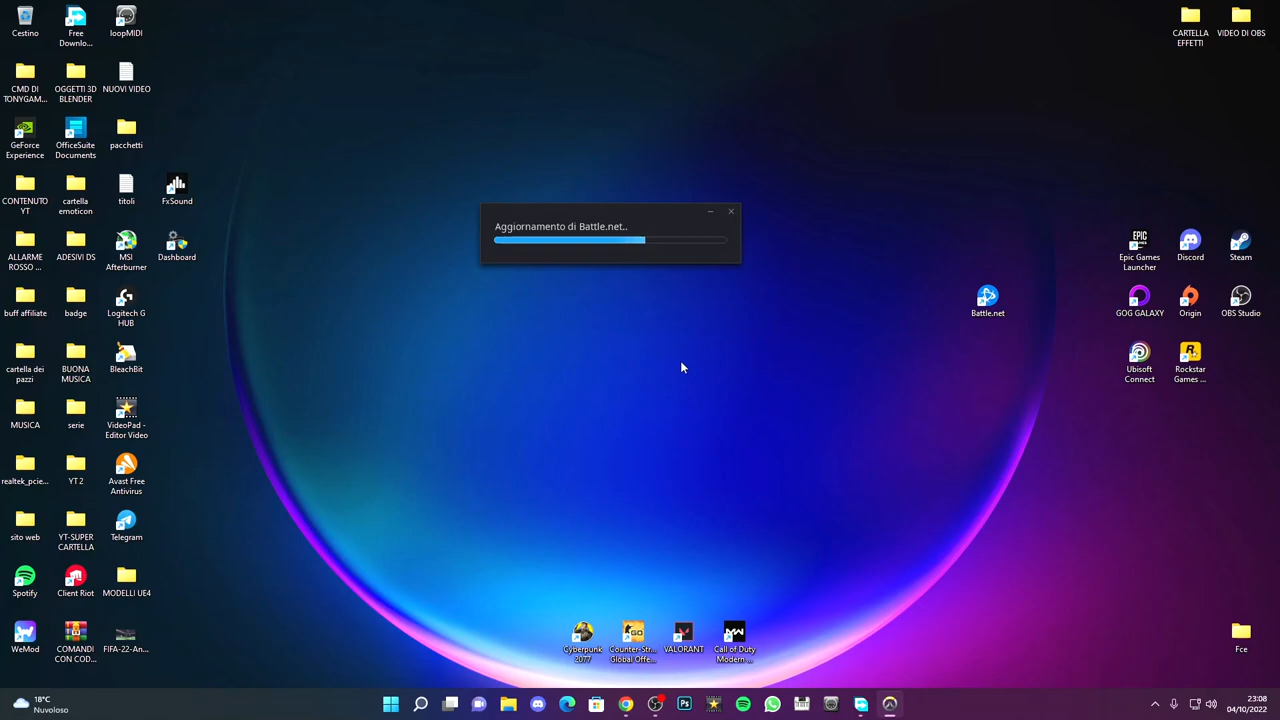 Cestino
Free
Downlo...
loopMIDI
CARTELLA
EFFETTI
VIDEO DI OBS
CMD DI
TONYGAM...
OGGETTI 3D
BLENDER
NUOVI VIDEO
GeForce
Experience
OfficeSuite
Documents
pacchetti
CONTENUTO
YT
cartella
emoticon
titoli
FxSound
Aggiornamento di Battle.net..
ALLARME
ROSSO ...
ADESIVI DS
MSI
Afterburner
Dashboard
Epic Games
Launcher
Discord
Steam
buff affiliate
badge
Logitech G
HUB
Battle.net
GOG GALAXY
Origin
OBS Studio
cartella dei
pazzi
BUONA
MUSICA
BleachBit
Ubisoft
Connect
Rockstar
Games ...
MUSICA
serie
VideoPad -
Editor Video
realtek_pcie...
YT 2
Avast Free
Antivirus
sito web
YT-SUPER
CARTELLA
Telegram
Spotify
Client Riot
MODELLI UE4
WeMod
COMANDI
CON COD...
FIFA-22-An...
Cyberpunk
2077
Counter-Str...
Global Offe...
VALORANT
Call of Duty
Modern ...
Fce
18°C
Nuvoloso
23:08
04/10/2022